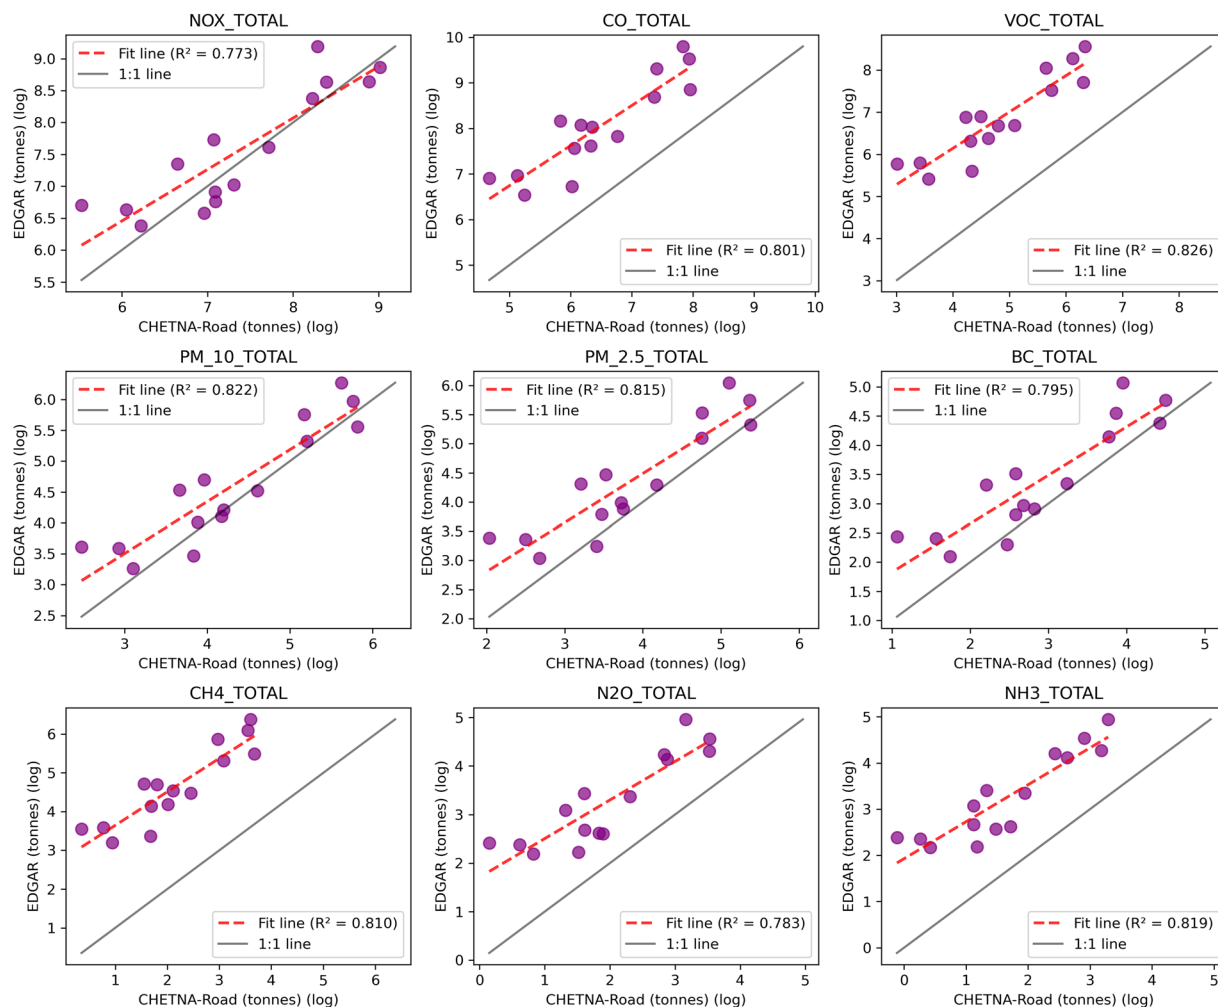 NOX_TOTAL
EDGAR (tonnes) (log)
9.0
8.5
8.0
7.5
7.0
6.5
6.0
5.5
Fit line (R² = 0.773)
1:1 line
6 7 8 9
CHETNA-Road (tonnes) (log)
CO_TOTAL
EDGAR (tonnes) (log)
10
9
8
7
6
5
Fit line (R² = 0.801)
1:1 line
5 6 7 8 9 10
CHETNA-Road (tonnes) (log)
VOC_TOTAL
EDGAR (tonnes) (log)
8
7
6
5
4
3
Fit line (R² = 0.826)
1:1 line
3 4 5 6 7 8
CHETNA-Road (tonnes) (log)
PM_10_TOTAL
EDGAR (tonnes) (log)
6.0
5.5
5.0
4.5
4.0
3.5
3.0
2.5
Fit line (R² = 0.822)
1:1 line
3 4 5 6
CHETNA-Road (tonnes) (log)
PM_2.5_TOTAL
EDGAR (tonnes) (log)
6.0
5.5
5.0
4.5
4.0
3.5
3.0
2.5
2.0
Fit line (R² = 0.815)
1:1 line
2 3 4 5 6
CHETNA-Road (tonnes) (log)
BC_TOTAL
EDGAR (tonnes) (log)
5.0
4.5
4.0
3.5
3.0
2.5
2.0
1.5
1.0
Fit line (R² = 0.795)
1:1 line
1 2 3 4 5
CHETNA-Road (tonnes) (log)
CH4_TOTAL
EDGAR (tonnes) (log)
6
5
4
3
2
1
Fit line (R² = 0.810)
1:1 line
1 2 3 4 5 6
CHETNA-Road (tonnes) (log)
N2O_TOTAL
EDGAR (tonnes) (log)
5
4
3
2
1
0
Fit line (R² = 0.783)
1:1 line
0 1 2 3 4 5
CHETNA-Road (tonnes) (log)
NH3_TOTAL
EDGAR (tonnes) (log)
5
4
3
2
1
0
Fit line (R² = 0.819)
1:1 line
0 1 2 3 4 5
CHETNA-Road (tonnes) (log)